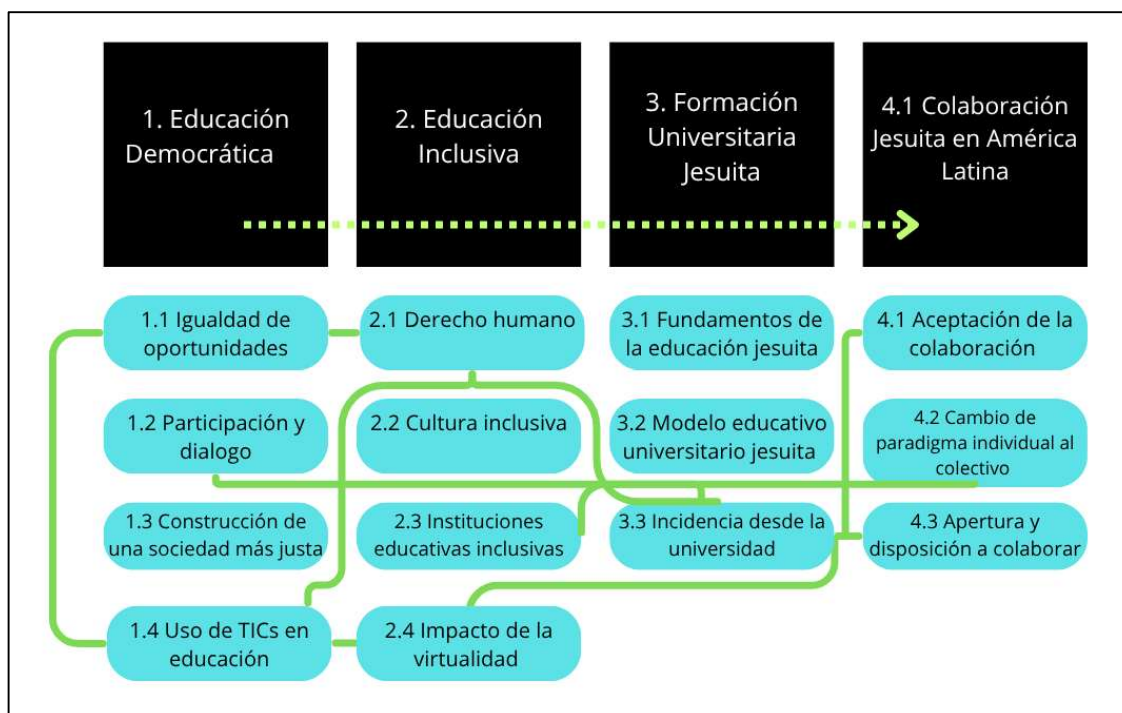 1. Educación
Democrática
2. Educación
Inclusiva
3. Formación
Universitaria
Jesuita
4.1 Colaboración
Jesuita en América
Latina
1.1 Igualdad de
oportunidades
2.1 Derecho humano
3.1 Fundamentos de
la educación jesuita
4.1 Aceptación de la
colaboración
1.2 Participación y
dialogo
2.2 Cultura inclusiva
3.2 Modelo educativo
universitario jesuita
4.2 Cambio de
paradigma individual al
colectivo
1.3 Construcción de
una sociedad más justa
2.3 Instituciones
educativas inclusivas
3.3 Incidencia desde la
universidad
4.3 Apertura y
disposición a colaborar
1.4 Uso de TICs en
educación
2.4 Impacto de la
virtualidad